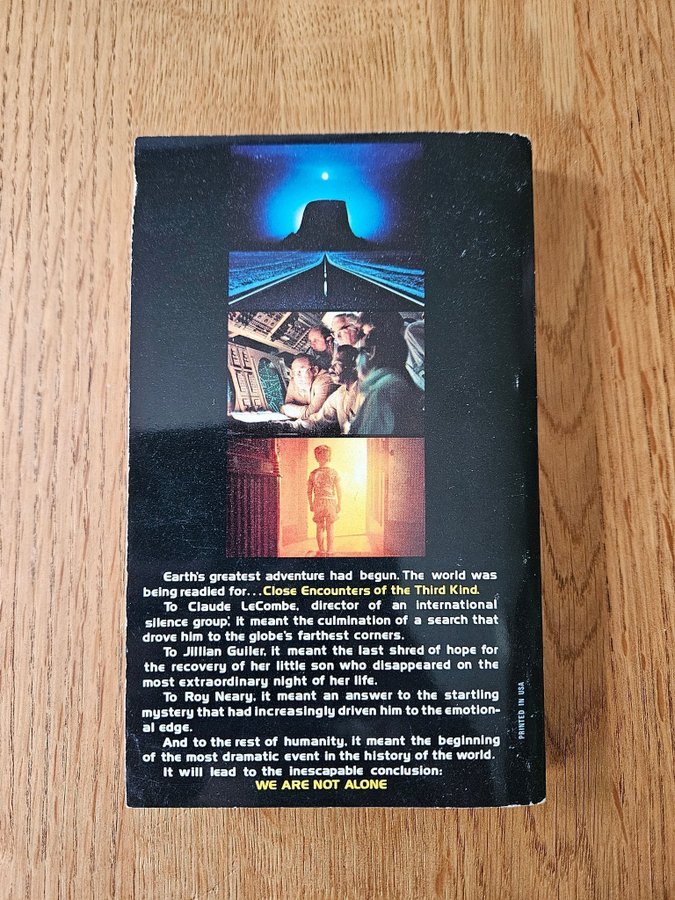 Earth's greatest adventure had begun. The world was
being readied for...Close Encounters of the Third Kind.
To Claude LeCombe, director of an international
silence group, it meant the culmination of a search that
drove him to the globe's farthest corners.
To Jillian Guiler, it meant the last shred of hope for
the recovery of her little son who disappeared on the
most extraordinary night of her life.
To Roy Neary, it meant an answer to the startling
mystery that had increasingly driven him to the emotion-
al edge.
And to the rest of humanity, it meant the beginning
of the most dramatic event in the history of the world.
It will lead to the inescapable conclusion:
WE ARE NOT ALONE
PRINTED IN USA